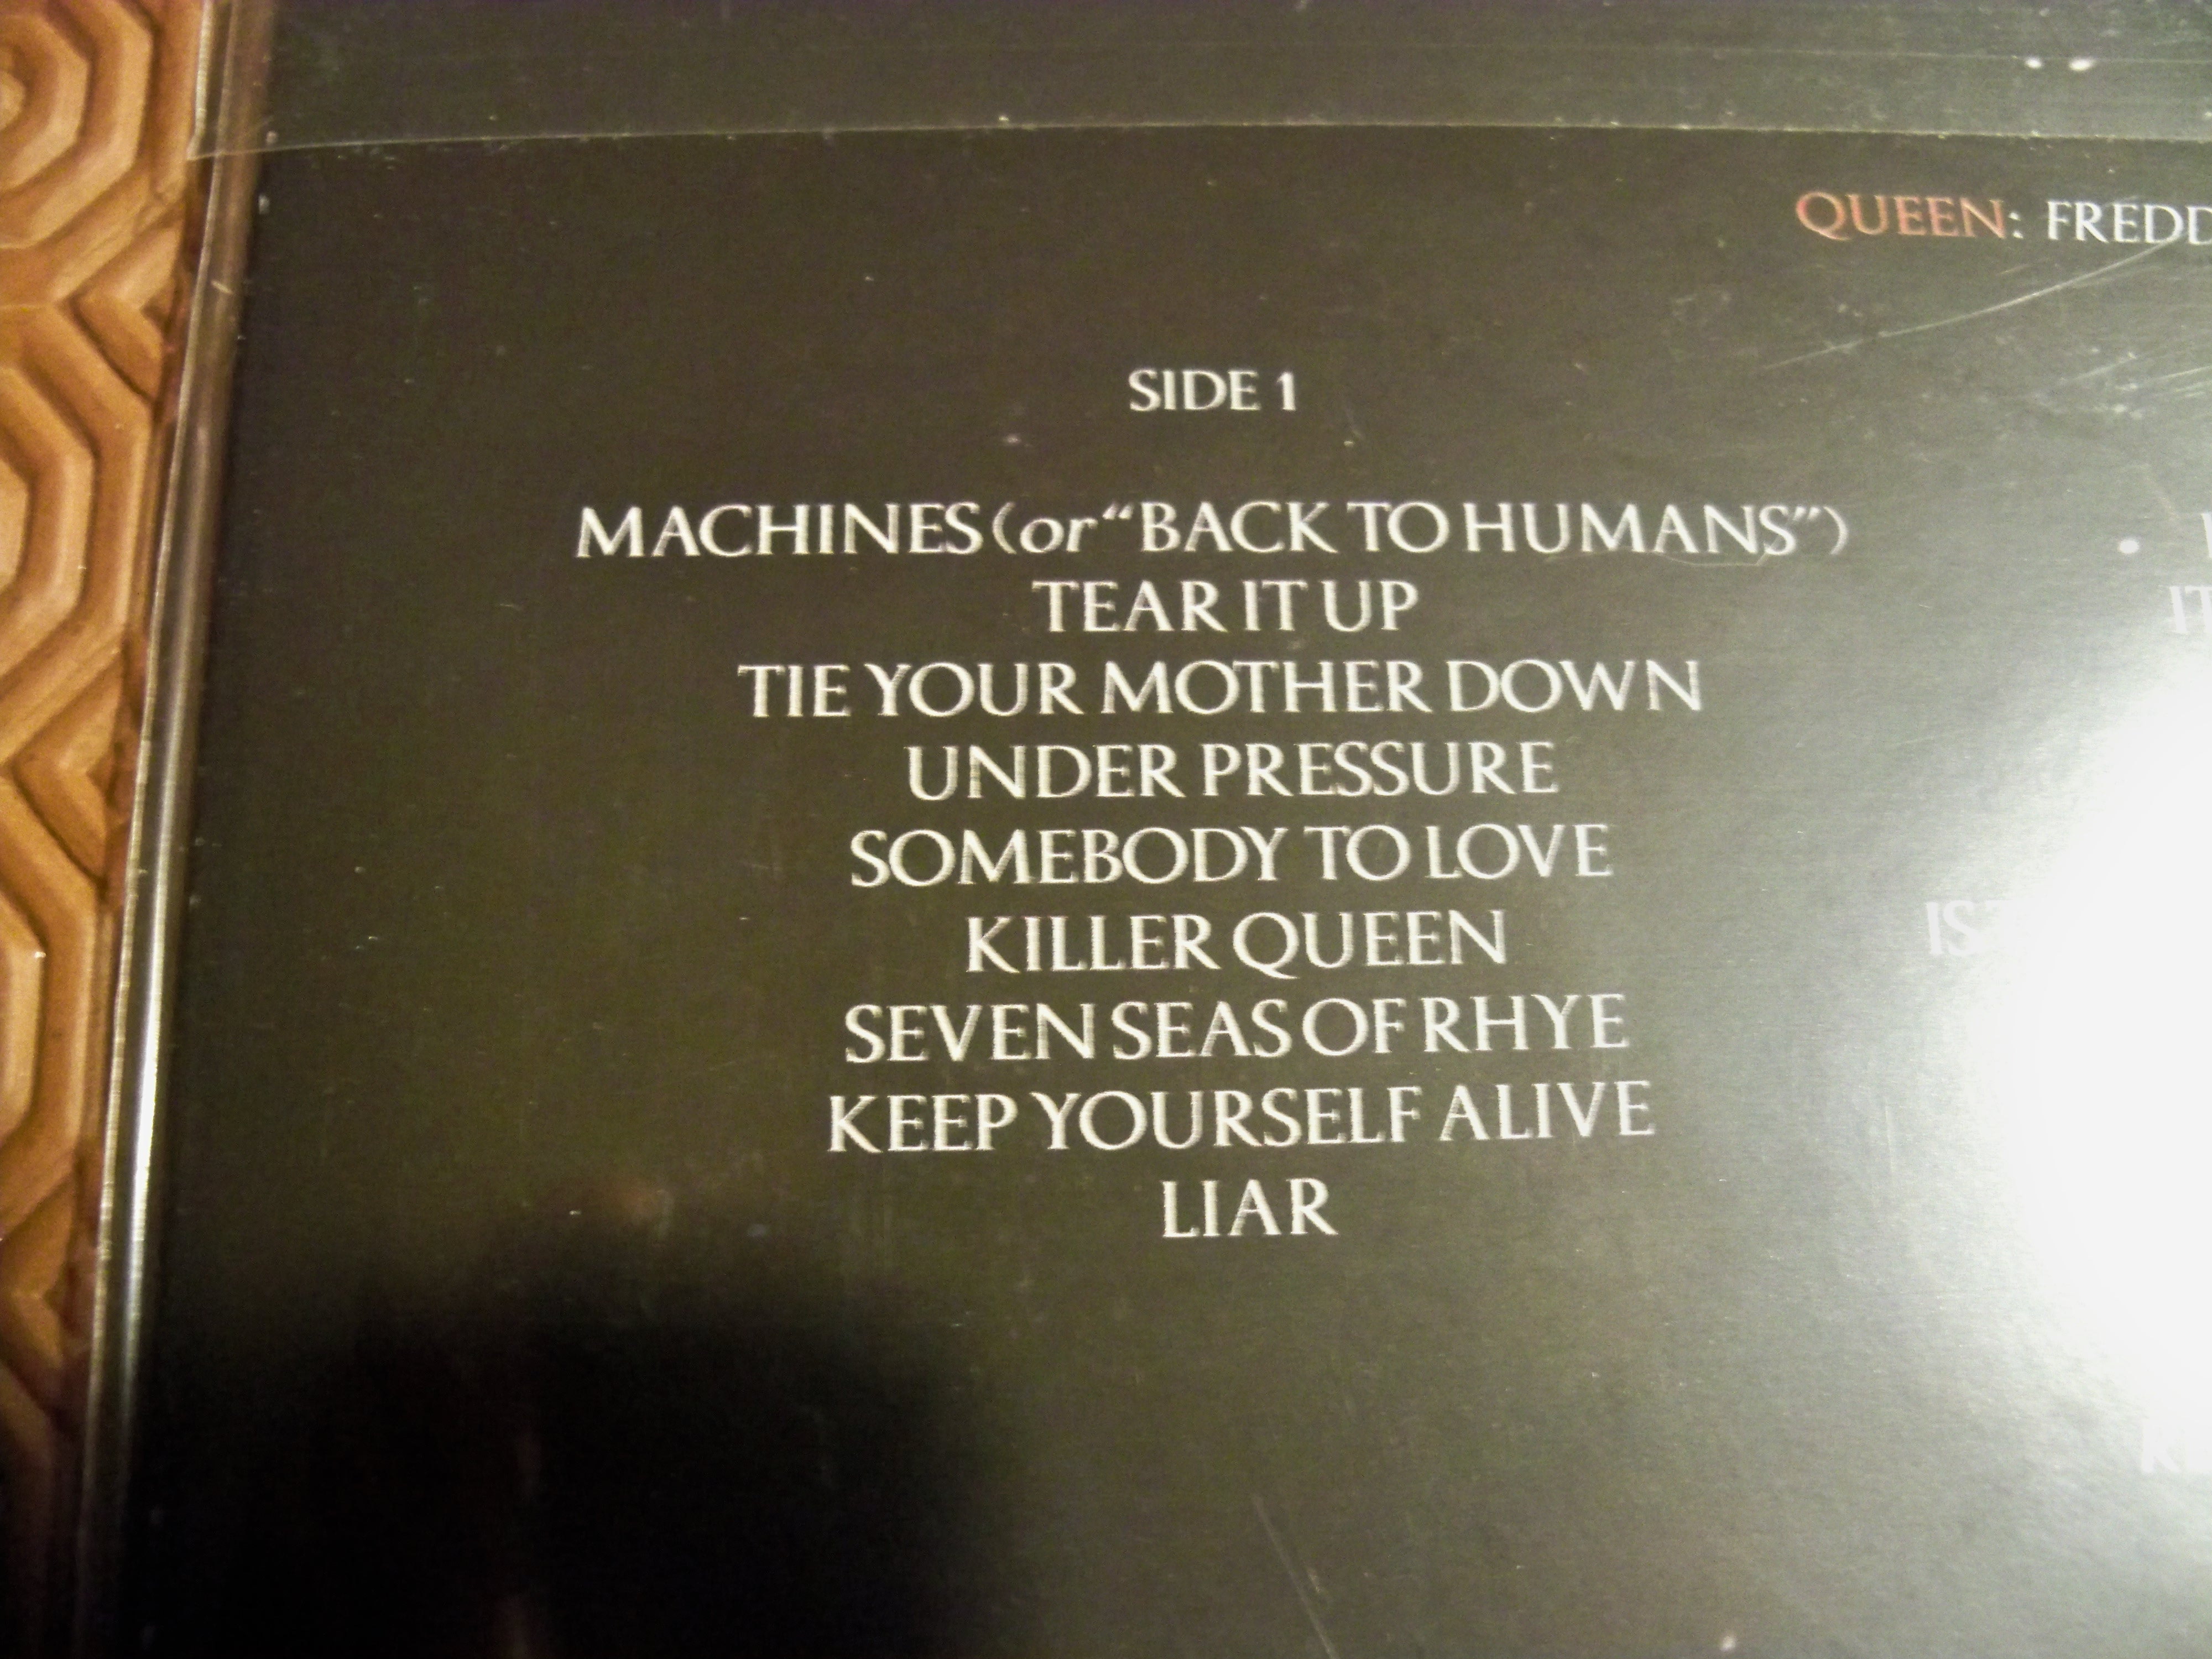 QUEEN: FREDD
SIDE 1
MACHINES (or "BACK TO HUMANS")
TEAR IT UP
TIE YOUR MOTHER DOWN
UNDER PRESSURE
SOMEBODY TO LOVE
KILLER QUEEN
SEVEN SEAS OF RHYE
KEEP YOURSELF ALIVE
LIAR
IT